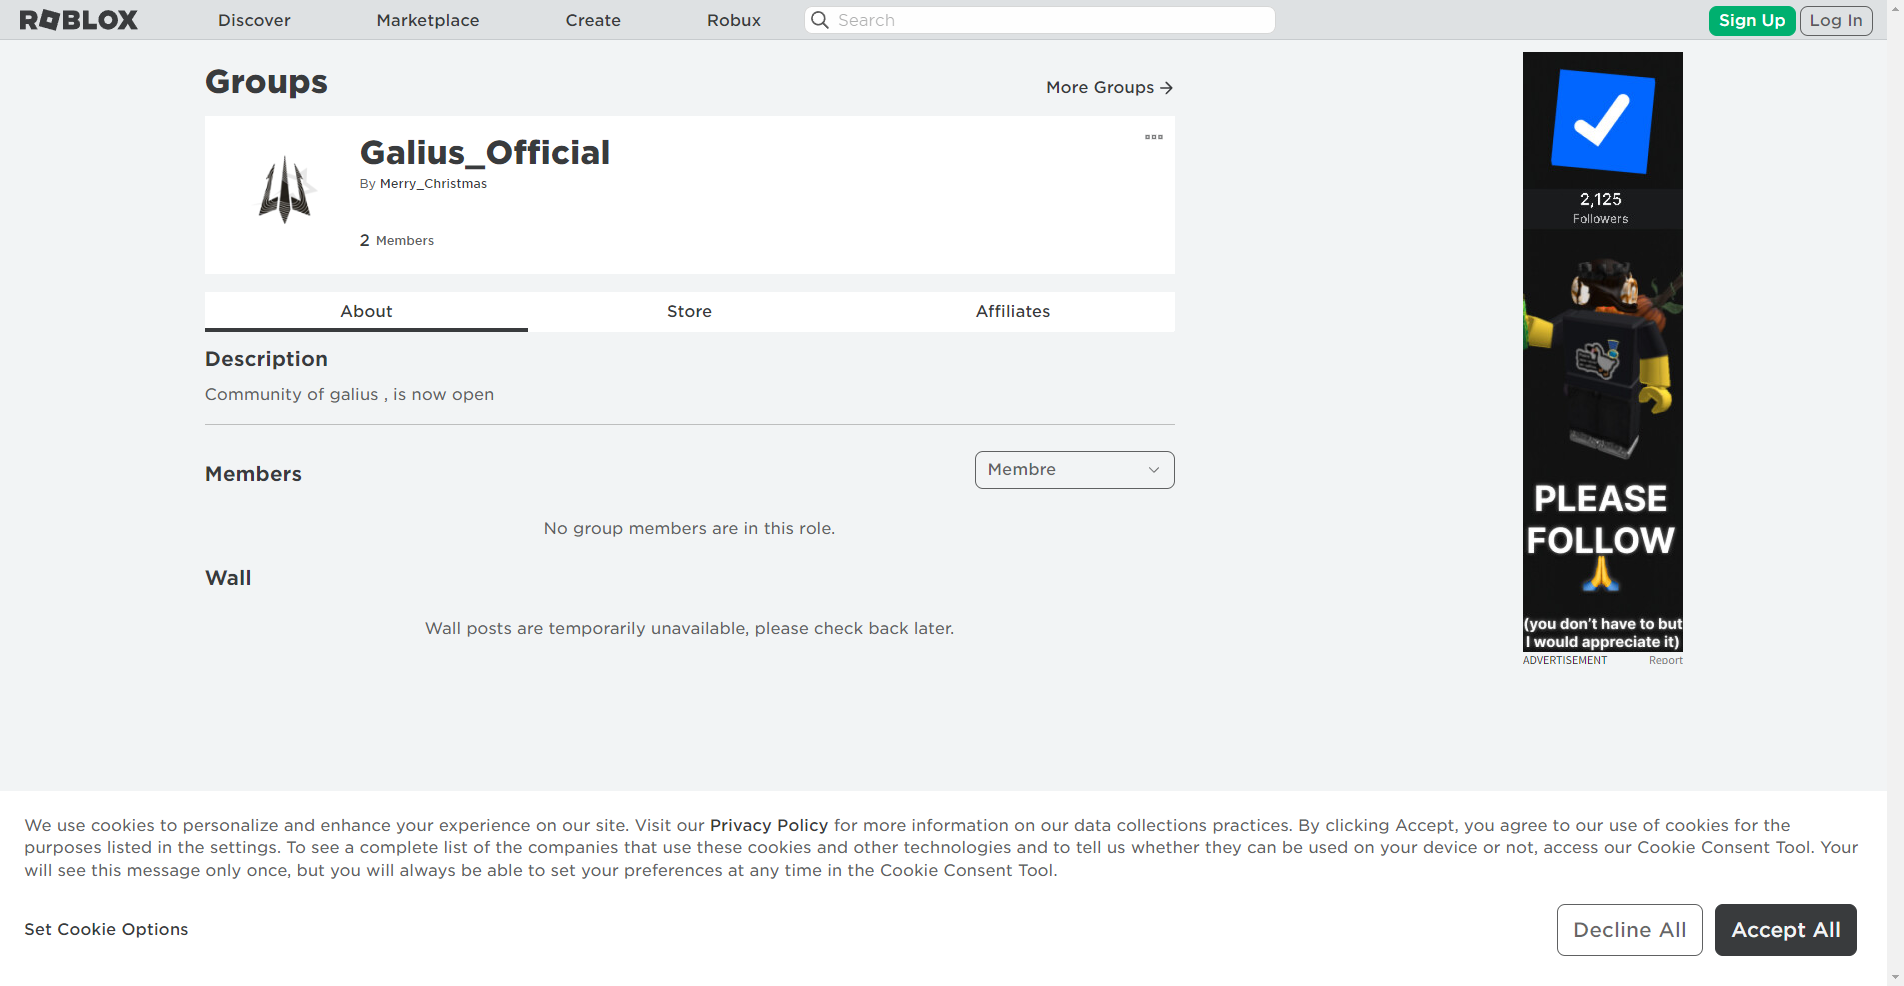 ROBLOX
Discover
Marketplace
Create
Robux
Search
Sign Up
Log In
Groups
More Groups
Galius_Official
By Merry_Christmas
2 Members
About
Store
Affiliates
Description
Community of galius , is now open
Members
Membre
No group members are in this role.
Wall
Wall posts are temporarily unavailable, please check back later.
2,125
Followers
PLEASE
FOLLOW
(you don't have to but
I would appreciate it)
ADVERTISEMENT
Report
We use cookies to personalize and enhance your experience on our site. Visit our Privacy Policy for more information on our data collections practices. By clicking Accept, you agree to our use of cookies for the
purposes listed in the settings. To see a complete list of the companies that use these cookies and other technologies and to tell us whether they can be used on your device or not, access our Cookie Consent Tool. Your
will see this message only once, but you will always be able to set your preferences at any time in the Cookie Consent Tool.
Set Cookie Options
Decline All
Accept All